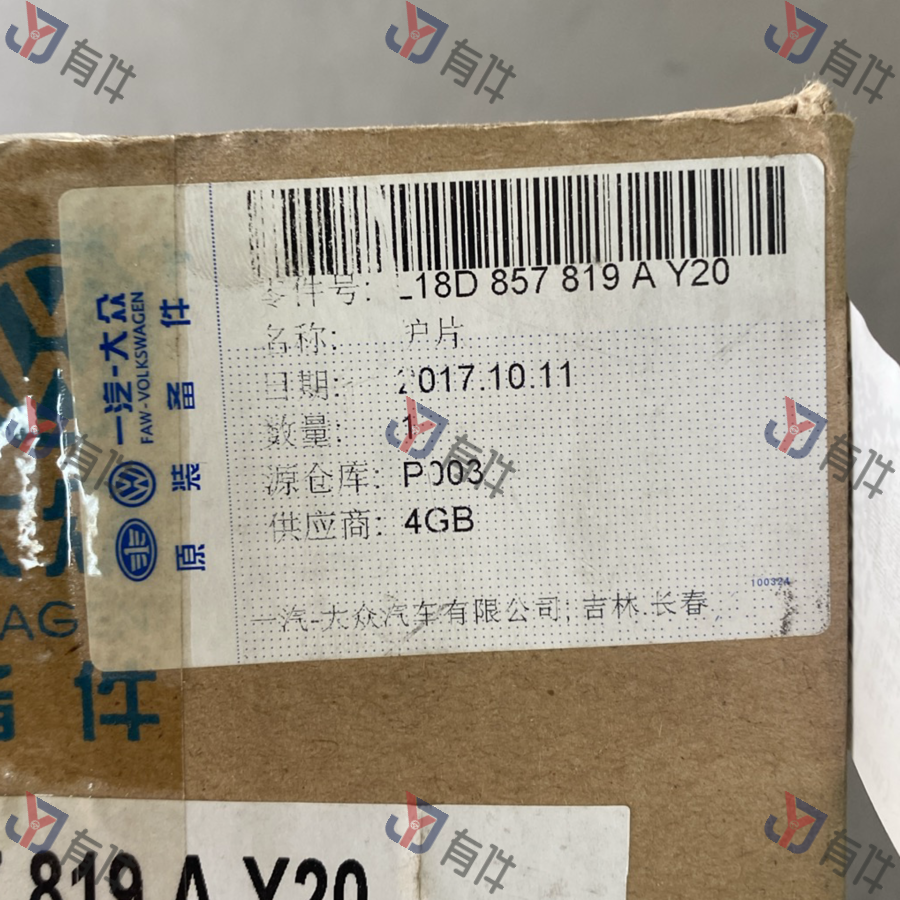 零件号: L18D 857 819 A Y20
名称: 护片
日期: 2017.10.11
数量: 1
源仓库: P003
供应商: 4GB
100324
一汽-大众汽车有限公司; 吉林.长春
一汽-大众
FAW-VOLKSWAGEN
原装备件
AG
件
819 A Y20
有件
有件
有件
有件
有件
有件
有件
有件
有件